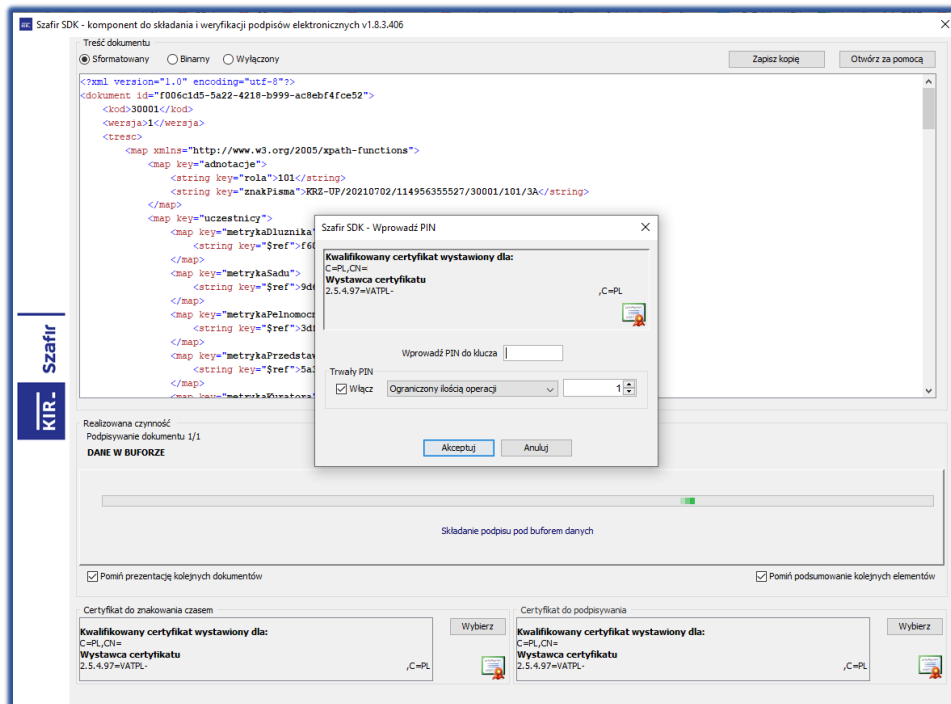 Szafir SDK - komponent do składania i weryfikacji podpisów elektronicznych v1.8.3.406
Treść dokumentu
Sformatowany Binarny Wyłączony Zapisz kopię Otwórz za pomocą
<?xml version="1.0" encoding="utf-8"?>
<dokument id="f006c1d5-5a22-4218-b999-ac8ebf4fce52">
<kod>30001</kod>
<wersja>1</wersja>
<tresc>
<map xmlns="http://www.w3.org/2005/xpath-functions">
<map key="adnotacje">
<string key="rola">101</string>
<string key="znakPisma">KRZ-UP/20210702/114956355527/30001/101/3A</string>
</map>
<map key="uczestnicy">
<map key="metrykaDluznika"
<string key="$ref">f60
</map>
<map key="metrykaSadu">
<string key="$ref">9d6
</map>
<map key="metrykaPelnomocn
<string key="$ref">3df
</map>
<map key="metrykaPrzedstaw
<string key="$ref">5a3
</map>
<map key="metrykaKuratora"
Szafir SDK - Wprowadź PIN
Kwalifikowany certyfikat wystawiony dla:
C=PL,CN=
Wystawca certyfikatu
2.5.4.97=VATPL- ,C=PL
Wprowadź PIN do klucza
Trwały PIN
Włącz Ograniczony ilością operacji 1
Akceptuj Anuluj
Szafir
KIR
Realizowana czynność
Podpisywanie dokumentu 1/1
DANE W BUFORZE
Składanie podpisu pod buforem danych
Pomiń prezentację kolejnych dokumentów Pomiń podsumowanie kolejnych elementów
Certyfikat do znakowania czasem
Kwalifikowany certyfikat wystawiony dla:
C=PL,CN=
Wystawca certyfikatu
2.5.4.97=VATPL- ,C=PL
Wybierz
Certyfikat do podpisywania
Kwalifikowany certyfikat wystawiony dla:
C=PL,CN=
Wystawca certyfikatu
2.5.4.97=VATPL- ,C=PL
Wybierz